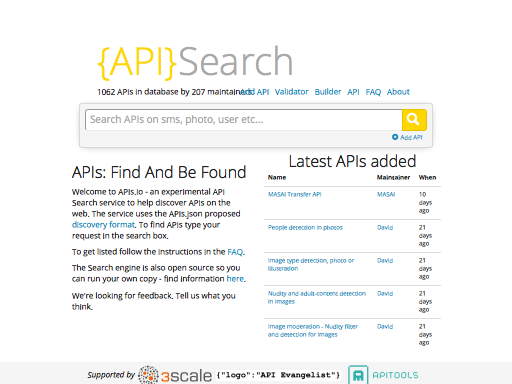 {API}Search
1062 APIs in database by 207 maintainers Add API Validator Builder API FAQ About
Search APIs on sms, photo, user etc...
Add API
APIs: Find And Be Found
Welcome to APIs.io - an experimental API
Search service to help discover APIs on the
web. The service uses the APIs.json proposed
discovery format. To find APIs type your
request in the search box.
To get listed follow the instructions in the FAQ.
The Search engine is also open source so you
can run your own copy - find information here.
We're looking for feedback. Tell us what you
think.
Latest APIs added
Name Maintainer When
MASAI Transfer API MASAI 10
days
ago
People detection in photos David 21
days
ago
Image type detection, photo or David 21
illustration days
ago
Nudity and adult-content detection David 21
in images days
ago
Image moderation - Nudity filter David 21
and detection for images days
ago
Supported by 3scale {"logo":"API Evangelist"} APITOOLS